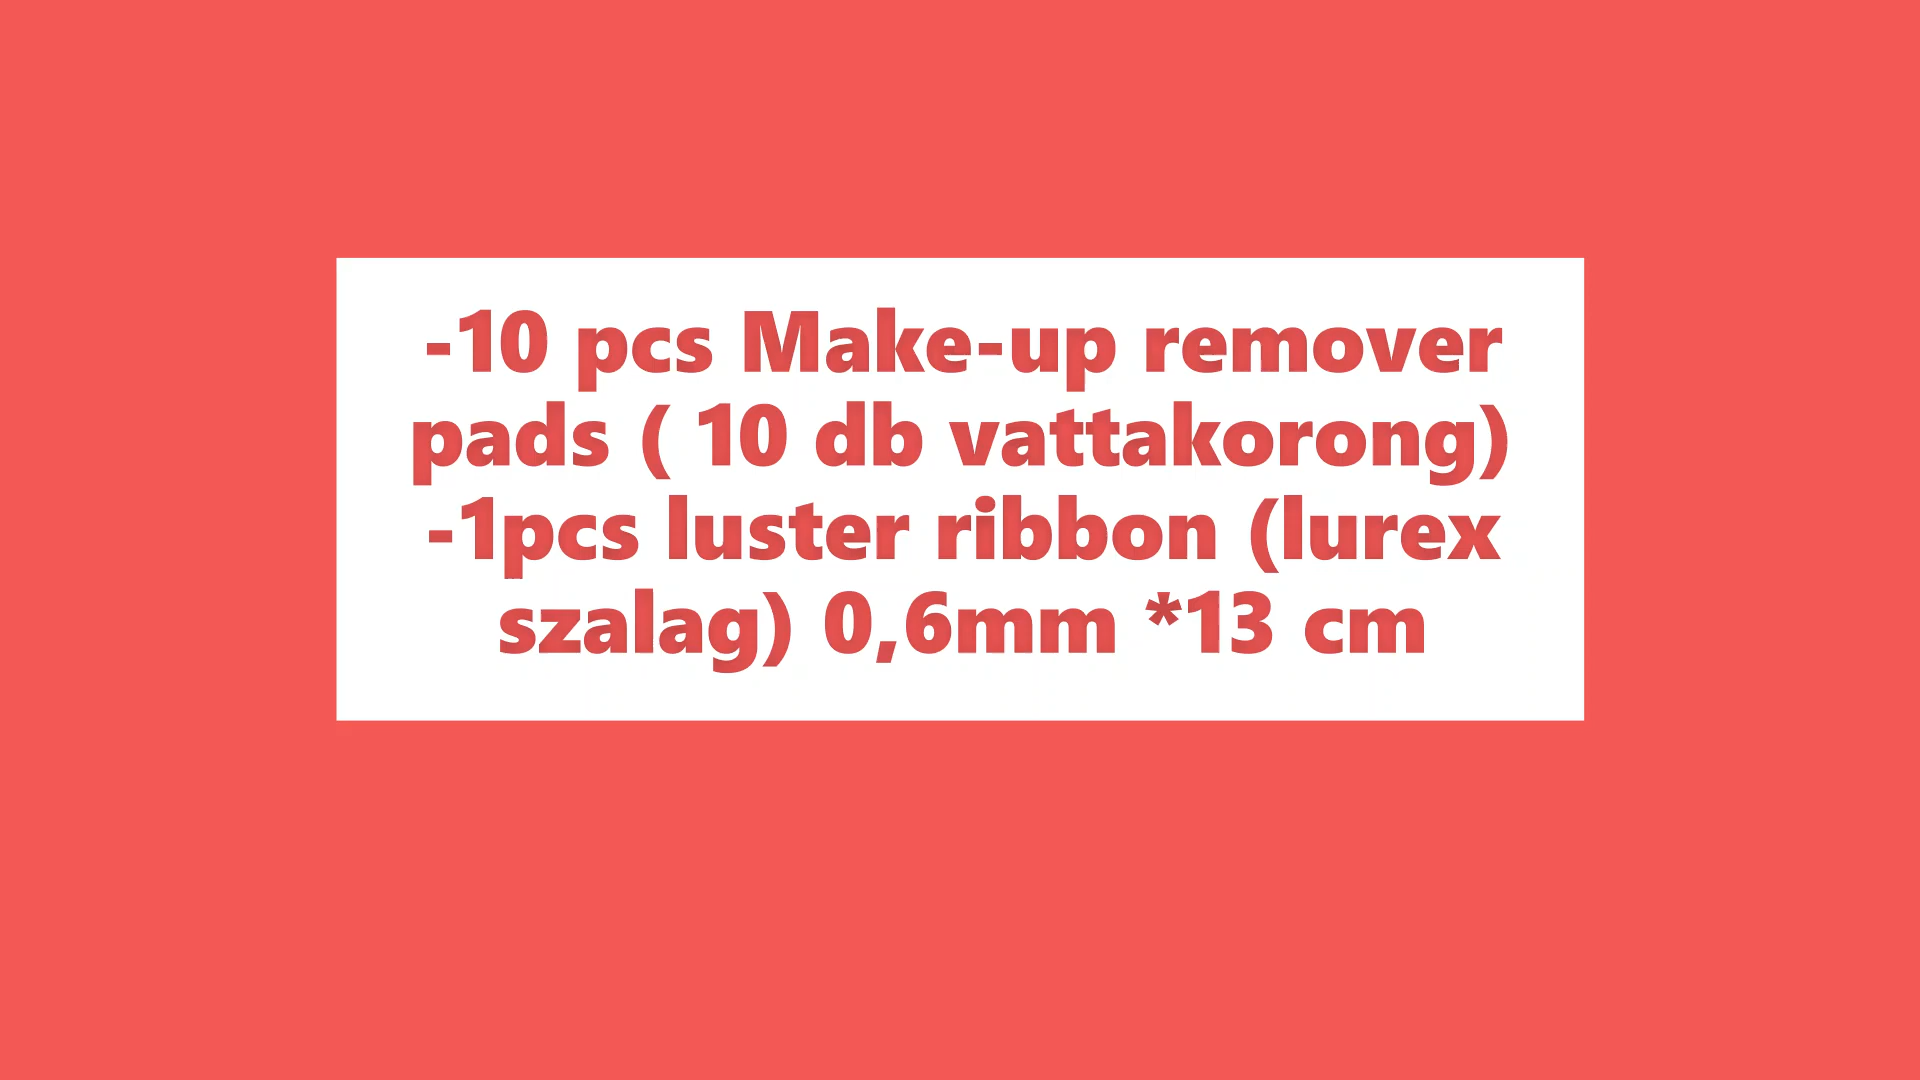 -10 pcs Make-up remover
pads ( 10 db vattakorong)
-1pcs luster ribbon (lurex
szalag) 0,6mm *13 cm